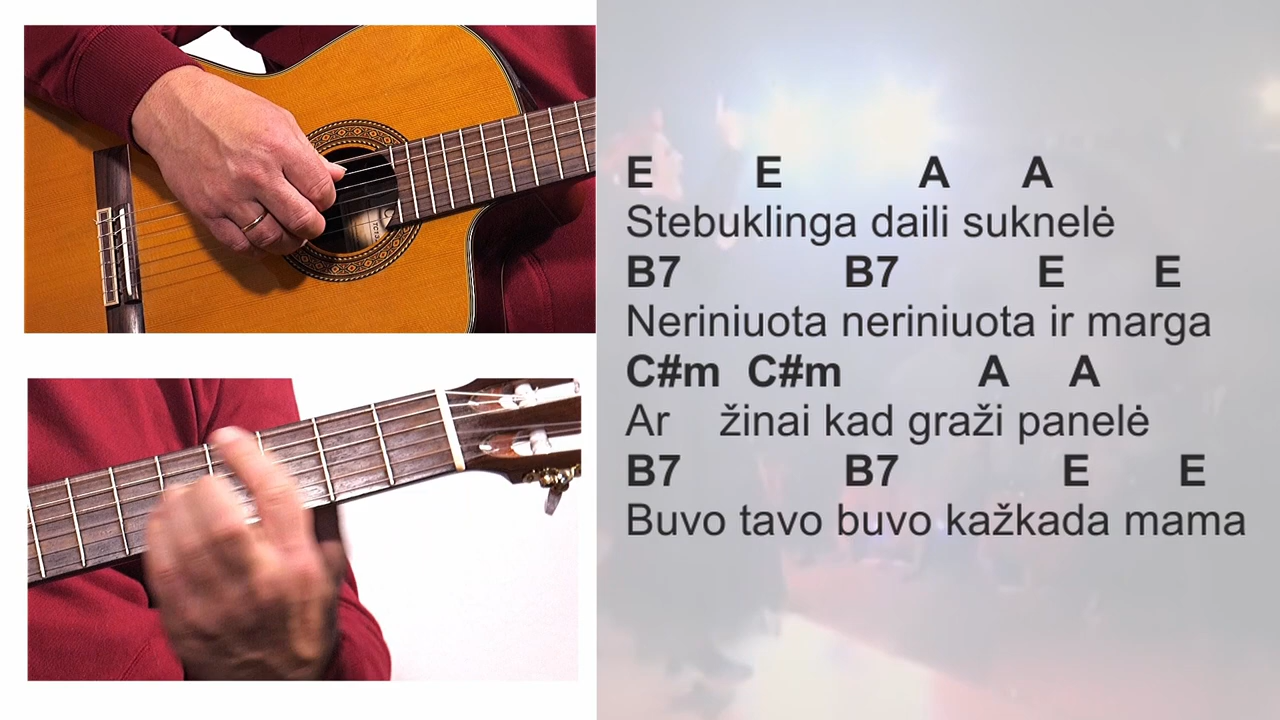 E E A A
Stebuklinga daili suknelė
B7 B7 E E
Neriniuota neriniuota ir marga
C#m C#m A A
Ar žinai kad graži panelė
B7 B7 E E
Buvo tavo buvo kažkada mama